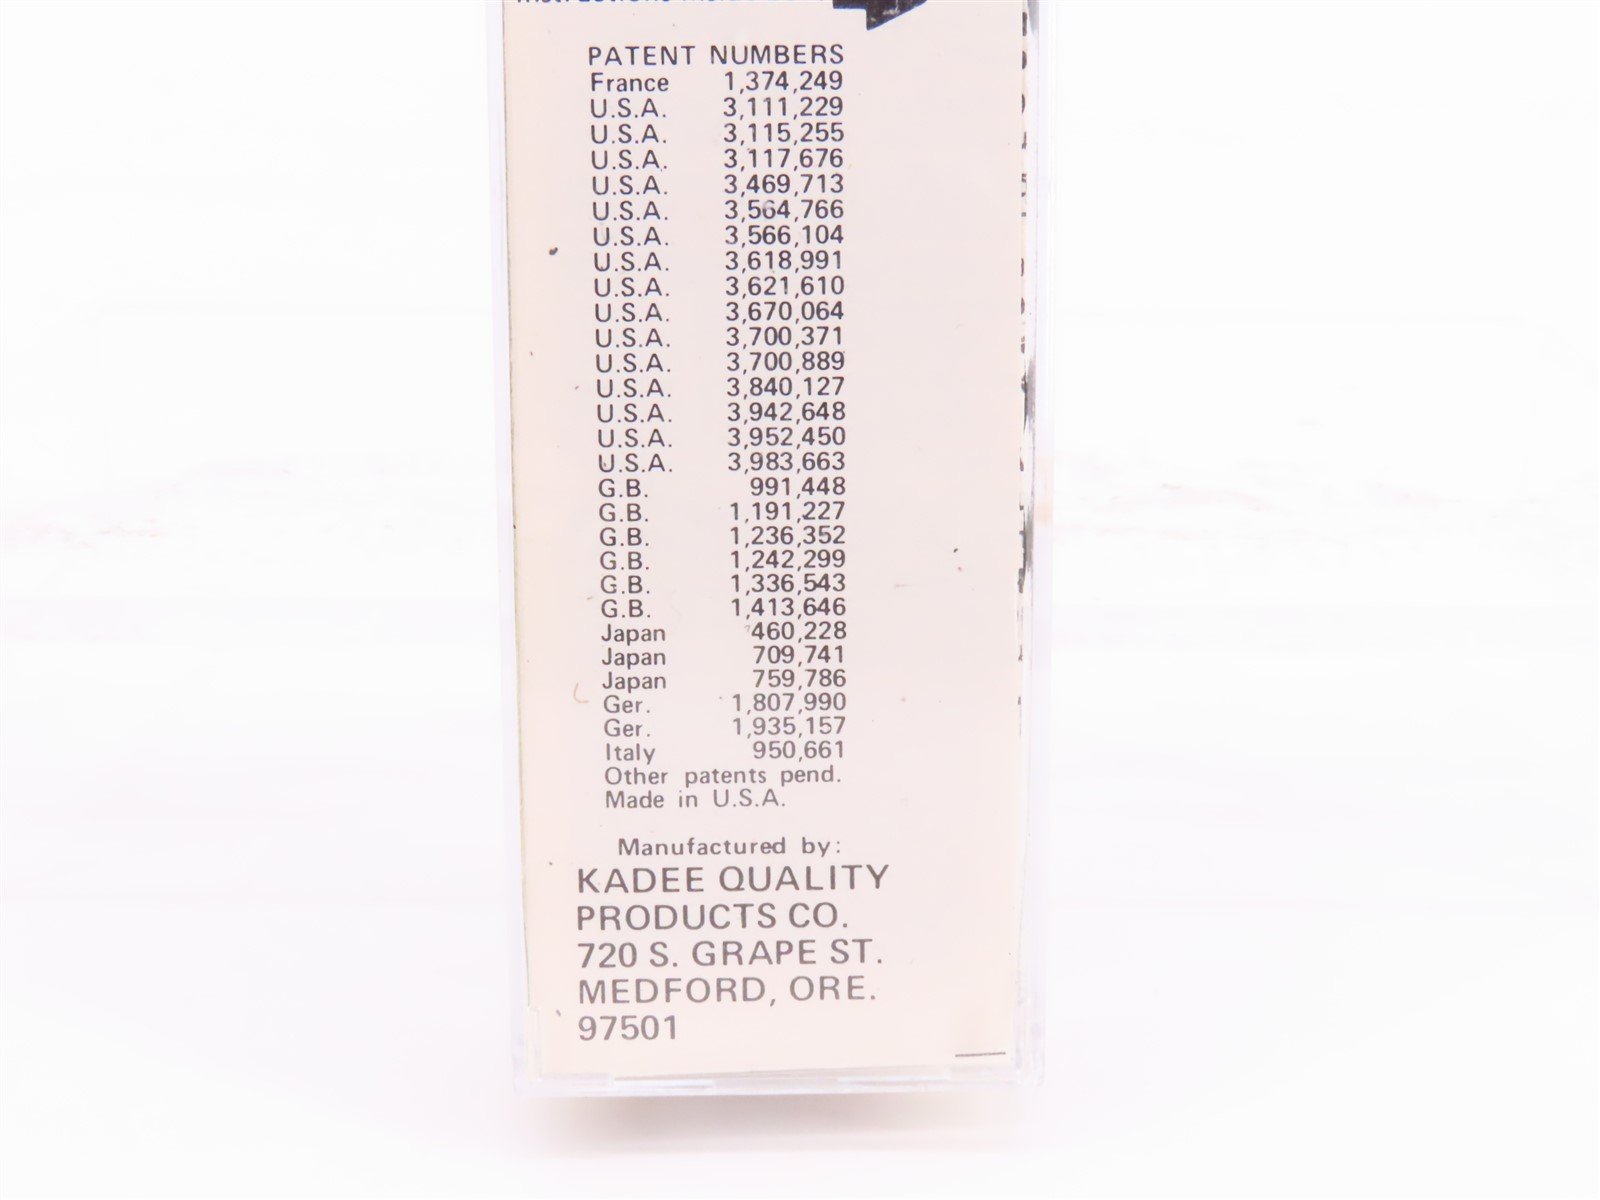 PATENT NUMBERS
France 1,374,249
U.S.A. 3,111,229
U.S.A. 3,115,255
U.S.A. 3,117,676
U.S.A. 3,469,713
U.S.A. 3,564,766
U.S.A. 3,566,104
U.S.A. 3,618,991
U.S.A. 3,621,610
U.S.A. 3,670,064
U.S.A. 3,700,371
U.S.A. 3,700,889
U.S.A. 3,840,127
U.S.A. 3,942,648
U.S.A. 3,952,450
U.S.A. 3,983,663
G.B. 991,448
G.B. 1,191,227
G.B. 1,236,352
G.B. 1,242,299
G.B. 1,336,543
G.B. 1,413,646
Japan 460,228
Japan 709,741
Japan 759,786
Ger. 1,807,990
Ger. 1,935,157
Italy 950,661
Other patents pend.
Made in U.S.A.
Manufactured by:
KADEE QUALITY
PRODUCTS CO.
720 S. GRAPE ST.
MEDFORD, ORE.
97501